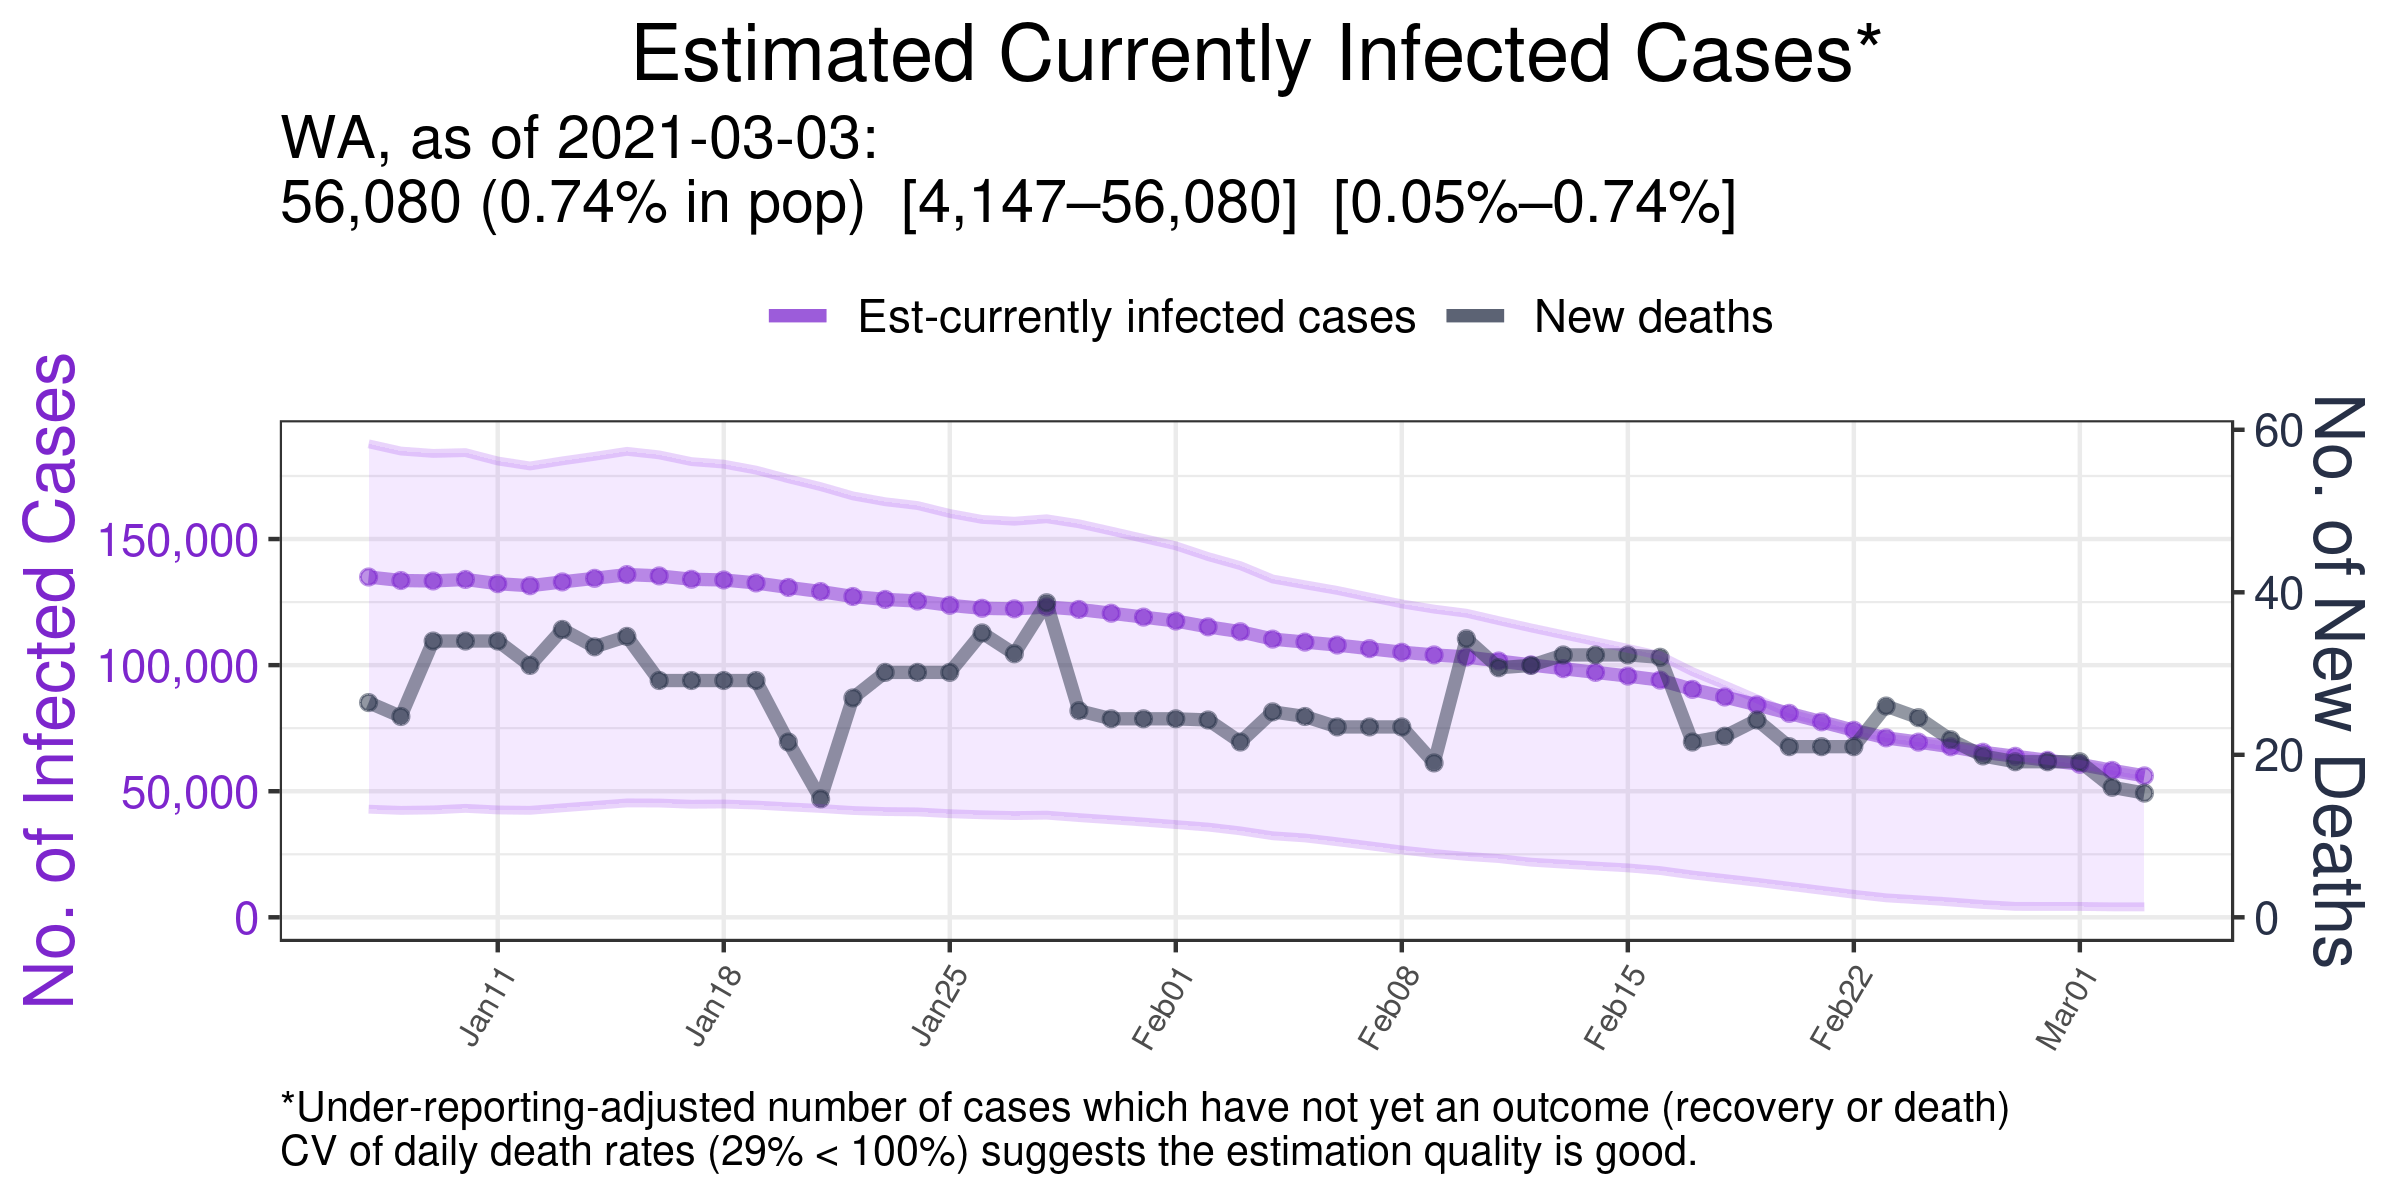 Estimated Currently Infected Cases*
WA, as of 2021-03-03:
56,080 (0.74% in pop)  [4,147–56,080]  [0.05%–0.74%]
Est-currently infected cases
New deaths
No. of Infected Cases
150,000
100,000
50,000
0
60
40
20
0
No. of New Deaths
Jan11
Jan18
Jan25
Feb01
Feb08
Feb15
Feb22
Mar01
*Under-reporting-adjusted number of cases which have not yet an outcome (recovery or death)
CV of daily death rates (29% < 100%) suggests the estimation quality is good.